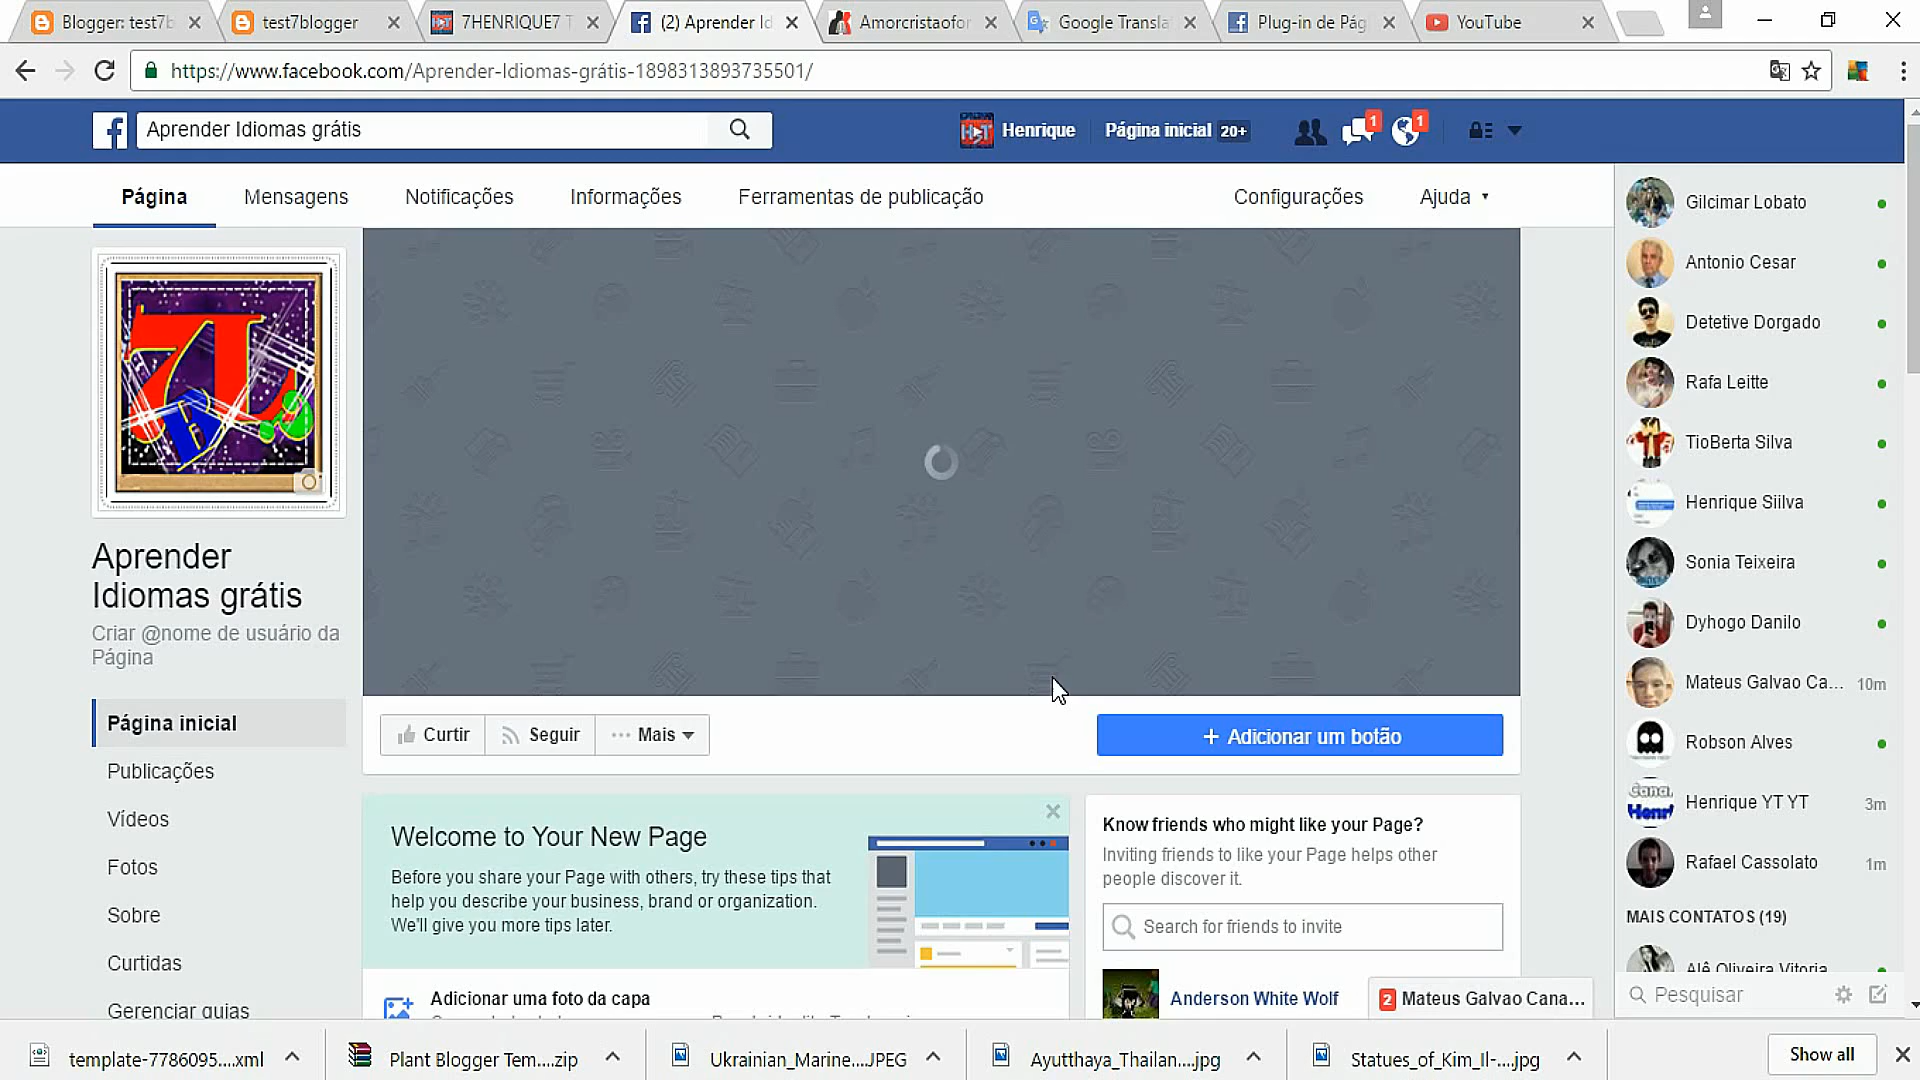 Blogger: test7b
test7blogger
7HENRIQUE7 T
(2) Aprender Id
Amorcristaofor
Google Transla
Plug-in de Pág
YouTube
https://www.facebook.com/Aprender-Idiomas-grátis-1898313893735501/
Aprender Idiomas grátis
Henrique
Página inicial 20+
1
1
Página
Mensagens
Notificações
Informações
Ferramentas de publicação
Configurações
Ajuda
Aprender
Idiomas grátis
Criar @nome de usuário da
Página
Página inicial
Publicações
Vídeos
Fotos
Sobre
Curtidas
Gerenciar guias
Curtir
Seguir
Mais
+ Adicionar um botão
Welcome to Your New Page
Before you share your Page with others, try these tips that
help you describe your business, brand or organization.
We'll give you more tips later.
Adicionar uma foto da capa
Know friends who might like your Page?
Inviting friends to like your Page helps other
people discover it.
Search for friends to invite
Anderson White Wolf
Gilcimar Lobato
Antonio Cesar
Detetive Dorgado
Rafa Leitte
TioBerta Silva
Henrique Siilva
Sonia Teixeira
Dyhogo Danilo
Mateus Galvao Ca... 10m
Robson Alves
Henrique YT YT 3m
Rafael Cassolato 1m
MAIS CONTATOS (19)
Alê Oliveira Vitoria
Pesquisar
2 Mateus Galvao Cana...
template-7786095....xml
Plant Blogger Tem....zip
Ukrainian_Marine....JPEG
Ayutthaya_Thailan....jpg
Statues_of_Kim_Il-....jpg
Show all